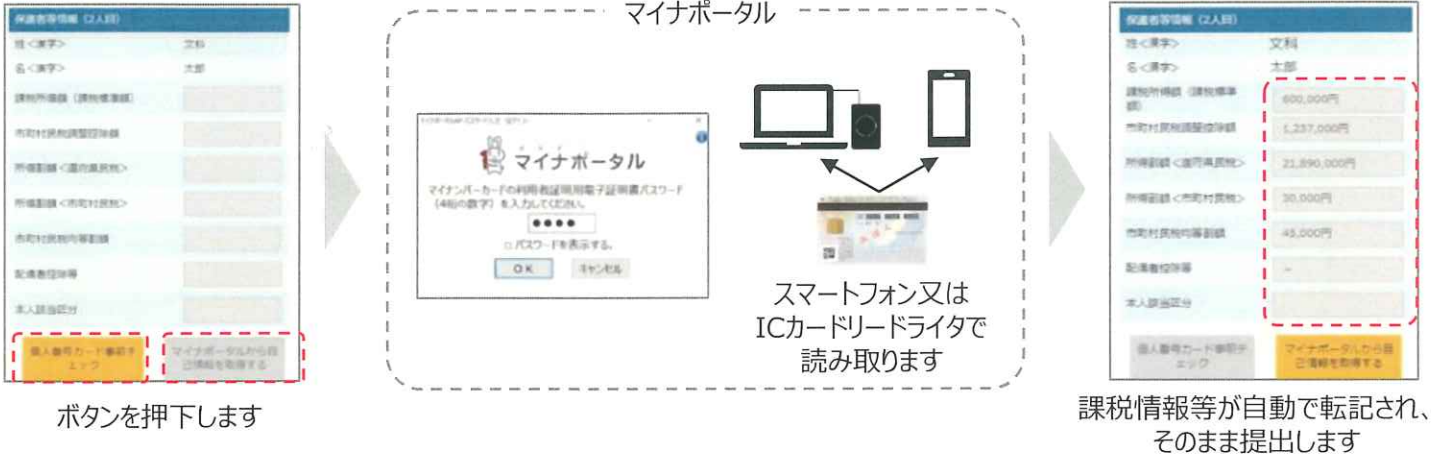 保護者等情報（2人目）
姓<漢字> 文科
名<漢字> 太郎
課税所得額（課税標準額）
市町村民税調整控除額
所得割額<道府県民税>
所得割額<市町村民税>
市町村民税均等割額
配偶者控除等
本人該当区分
個人番号カード事前チ
ェック
マイナポータルから自
己情報を取得する
ボタンを押下します
マイナポータル
マイナポータル
マイナンバーカードの利用者証明用電子証明書パスワード
(4桁の数字) を入力してください。
パスワードを表示する。
OK キャンセル
スマートフォン又は
ICカードリードライタで
読み取ります
保護者等情報（2人目）
姓<漢字> 文科
名<漢字> 太郎
課税所得額（課税標準
額） 600,000円
市町村民税調整控除額 1,237,000円
所得割額<道府県民税> 21,890,000円
所得割額<市町村民税> 30,000円
市町村民税均等割額 45,000円
配偶者控除等 －
本人該当区分
個人番号カード事前チ
ェック
マイナポータルから自
己情報を取得する
課税情報等が自動で転記され、
そのまま提出します